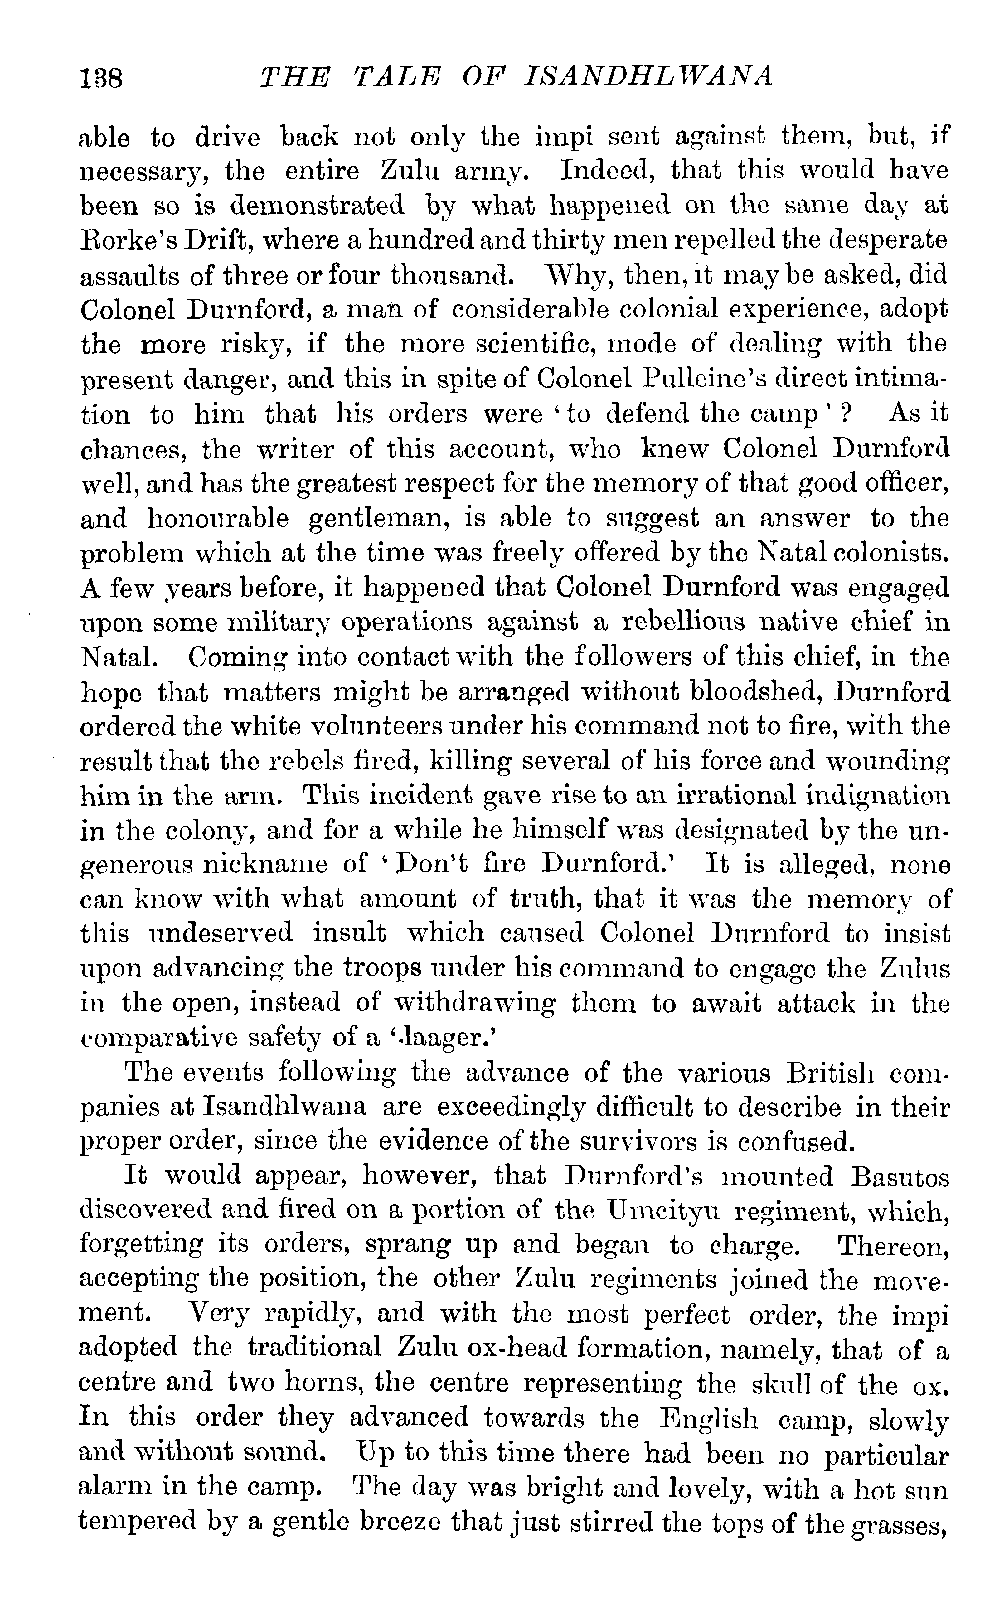 138 THE TALE OF ISANDHLWANA
able to drive back not only the impi sent against them, but, if
necessary, the entire Zulu army. Indeed, that this would have
been so is demonstrated by what happened on the same day at
Rorke's Drift, where a hundred and thirty men repelled the desperate
assaults of three or four thousand. Why, then, it may be asked, did
Colonel Durnford, a man of considerable colonial experience, adopt
the more risky, if the more scientific, mode of dealing with the
present danger, and this in spite of Colonel Pulleine's direct intima-
tion to him that his orders were ‘to defend the camp’? As it
chances, the writer of this account, who knew Colonel Durnford
well, and has the greatest respect for the memory of that good officer,
and honourable gentleman, is able to suggest an answer to the
problem which at the time was freely offered by the Natal colonists.
A few years before, it happened that Colonel Durnford was engaged
upon some military operations against a rebellious native chief in
Natal. Coming into contact with the followers of this chief, in the
hope that matters might be arranged without bloodshed, Durnford
ordered the white volunteers under his command not to fire, with the
result that the rebels fired, killing several of his force and wounding
him in the arm. This incident gave rise to an irrational indignation
in the colony, and for a while he himself was designated by the un-
generous nickname of ‘Don't fire Durnford.’ It is alleged, none
can know with what amount of truth, that it was the memory of
this undeserved insult which caused Colonel Durnford to insist
upon advancing the troops under his command to engage the Zulus
in the open, instead of withdrawing them to await attack in the
comparative safety of a ‘laager.’
The events following the advance of the various British com-
panies at Isandhlwana are exceedingly difficult to describe in their
proper order, since the evidence of the survivors is confused.
It would appear, however, that Durnford's mounted Basutos
discovered and fired on a portion of the Umcityu regiment, which,
forgetting its orders, sprang up and began to charge. Thereon,
accepting the position, the other Zulu regiments joined the move-
ment. Very rapidly, and with the most perfect order, the impi
adopted the traditional Zulu ox-head formation, namely, that of a
centre and two horns, the centre representing the skull of the ox.
In this order they advanced towards the English camp, slowly
and without sound. Up to this time there had been no particular
alarm in the camp. The day was bright and lovely, with a hot sun
tempered by a gentle breeze that just stirred the tops of the grasses,